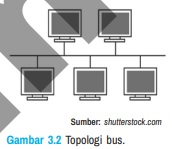 Sumber: shutterstock.com
Gambar 3.2 Topologi bus.